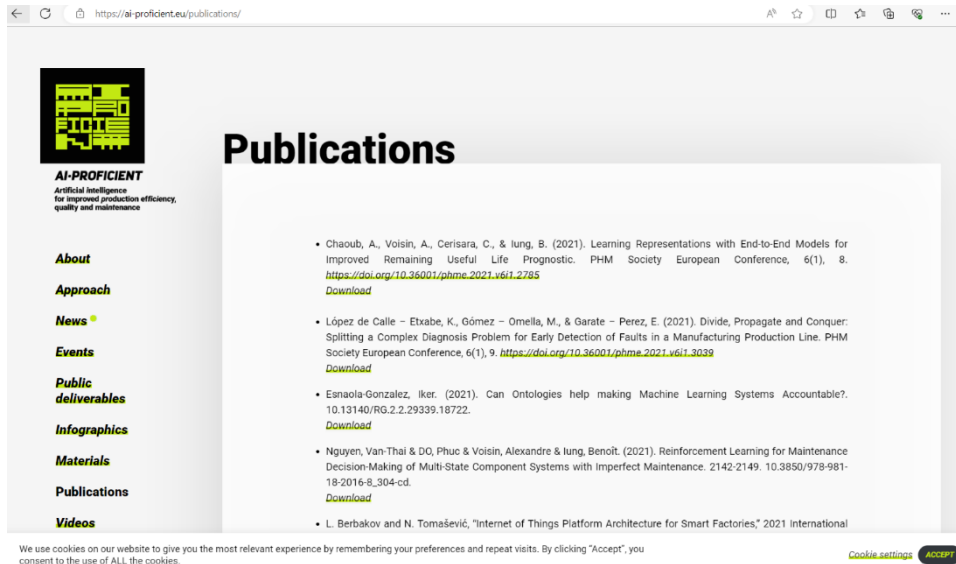 https://ai-proficient.eu/publications/
AI-PROFICIENT
Artificial intelligence
for improved production efficiency,
quality and maintenance
About
Approach
News
Events
Public
deliverables
Infographics
Materials
Publications
Videos
Publications
• Chaoub, A., Voisin, A., Cerisara, C., & Iung, B. (2021). Learning Representations with End-to-End Models for
Improved Remaining Useful Life Prognostic. PHM Society European Conference, 6(1), 8.
https://doi.org/10.36001/phme.2021.v6i1.2785
Download
• López de Calle – Etxabe, K., Gómez – Omella, M., & Garate – Perez, E. (2021). Divide, Propagate and Conquer:
Splitting a Complex Diagnosis Problem for Early Detection of Faults in a Manufacturing Production Line. PHM
Society European Conference, 6(1), 9. https://doi.org/10.36001/phme.2021.v6i1.3039
Download
• Esnaola-Gonzalez, Iker. (2021). Can Ontologies help making Machine Learning Systems Accountable?.
10.13140/RG.2.2.29339.18722.
Download
• Nguyen, Van-Thai & DO, Phuc & Voisin, Alexandre & Iung, Benoît. (2021). Reinforcement Learning for Maintenance
Decision-Making of Multi-State Component Systems with Imperfect Maintenance. 2142-2149. 10.3850/978-981-
18-2016-8_304-cd.
Download
• L. Berbakov and N. Tomašević, "Internet of Things Platform Architecture for Smart Factories," 2021 International
We use cookies on our website to give you the most relevant experience by remembering your preferences and repeat visits. By clicking "Accept", you
consent to the use of ALL the cookies.
Cookie settings
ACCEPT